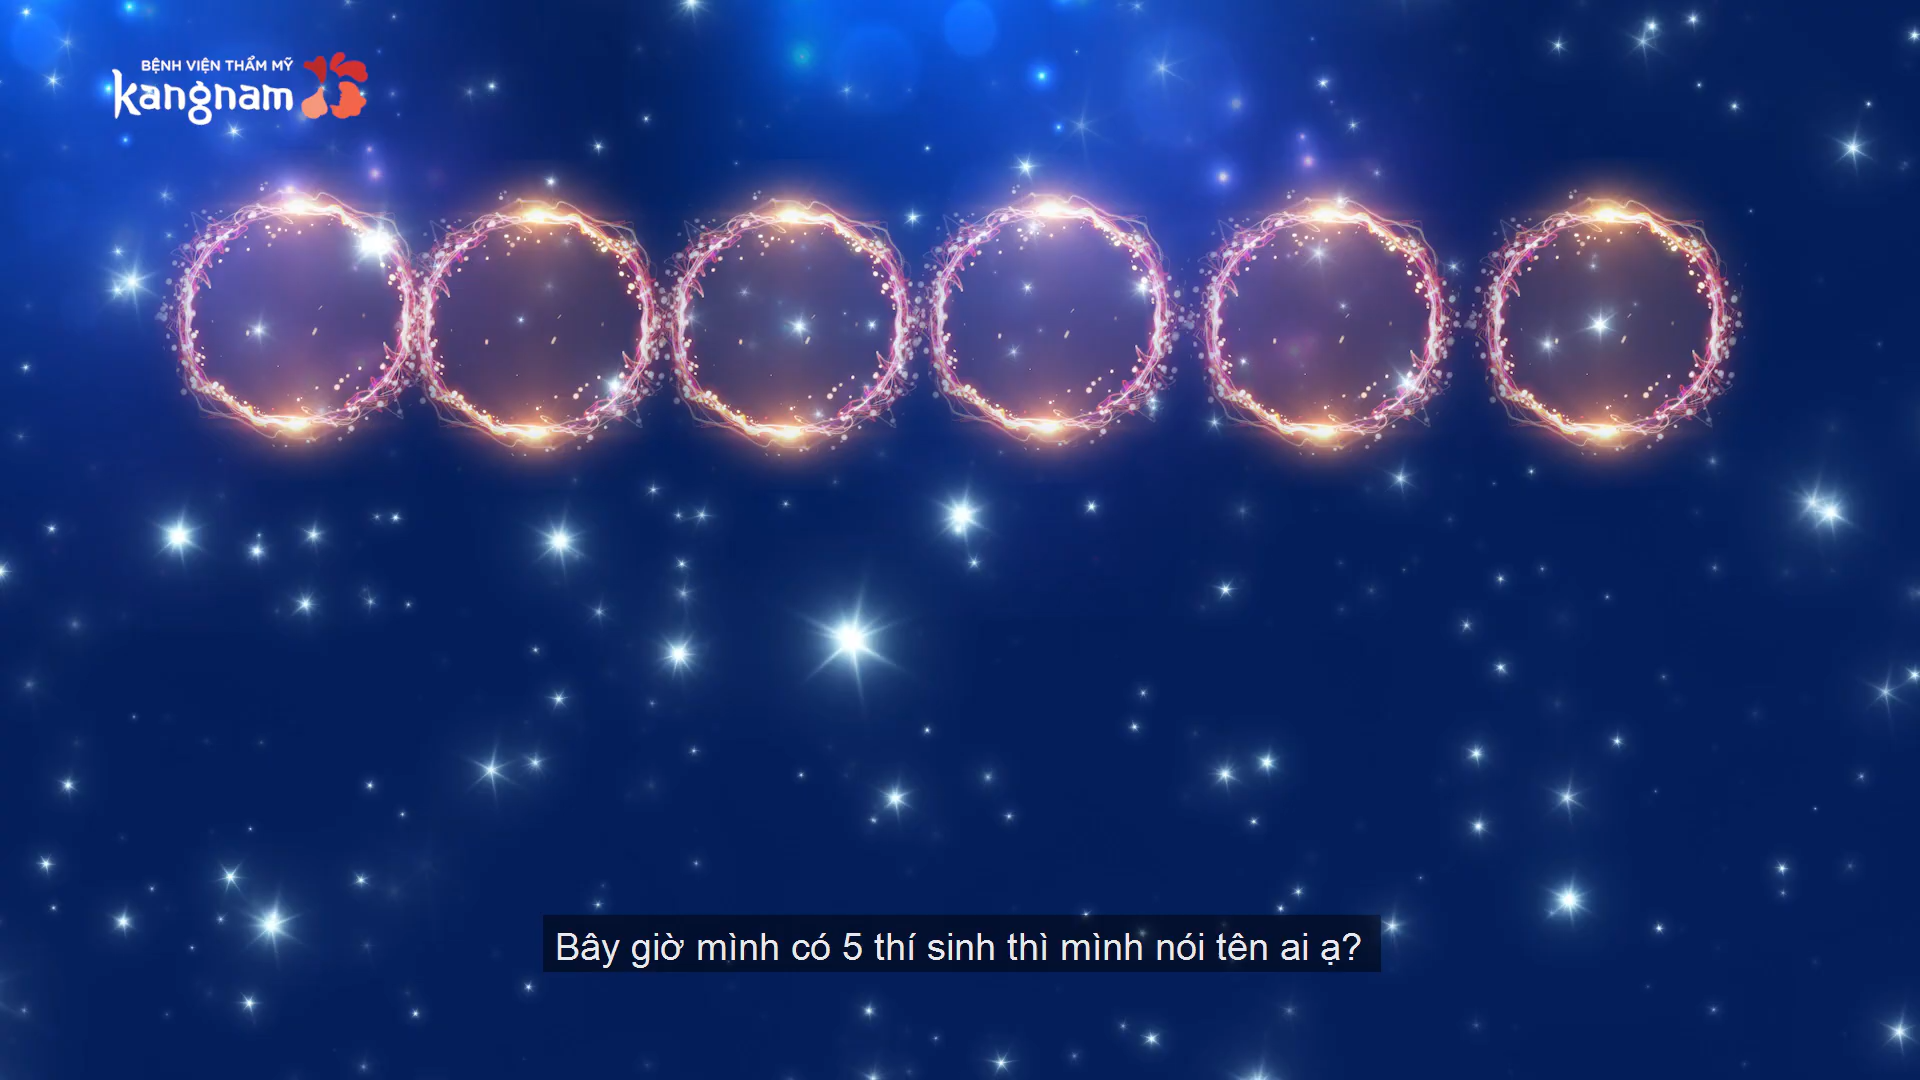 BỆNH VIỆN THẨM MỸ
kangnam
Bây giờ mình có 5 thí sinh thì mình nói tên ai ạ?